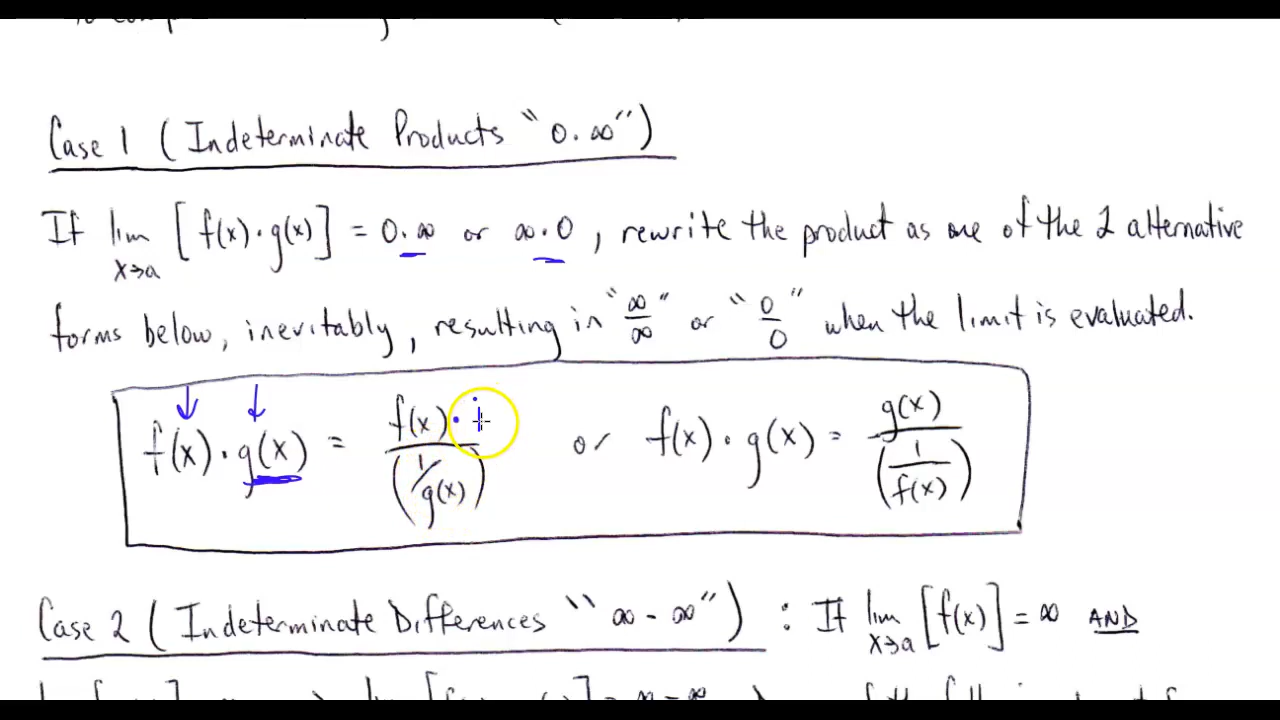 Case 1 (Indeterminate Products "0·∞")
If lim x→a [f(x)·g(x)] = 0·∞ or ∞·0, rewrite the product as one of the 2 alternative
forms below, inevitably, resulting in "∞/∞" or "0/0" when the limit is evaluated.
f(x)·g(x) = f(x)·/(1/g(x)) or f(x)·g(x) = g(x)/(1/f(x))
Case 2 (Indeterminate Differences "∞-∞") : If lim x→a [f(x)] = ∞ AND